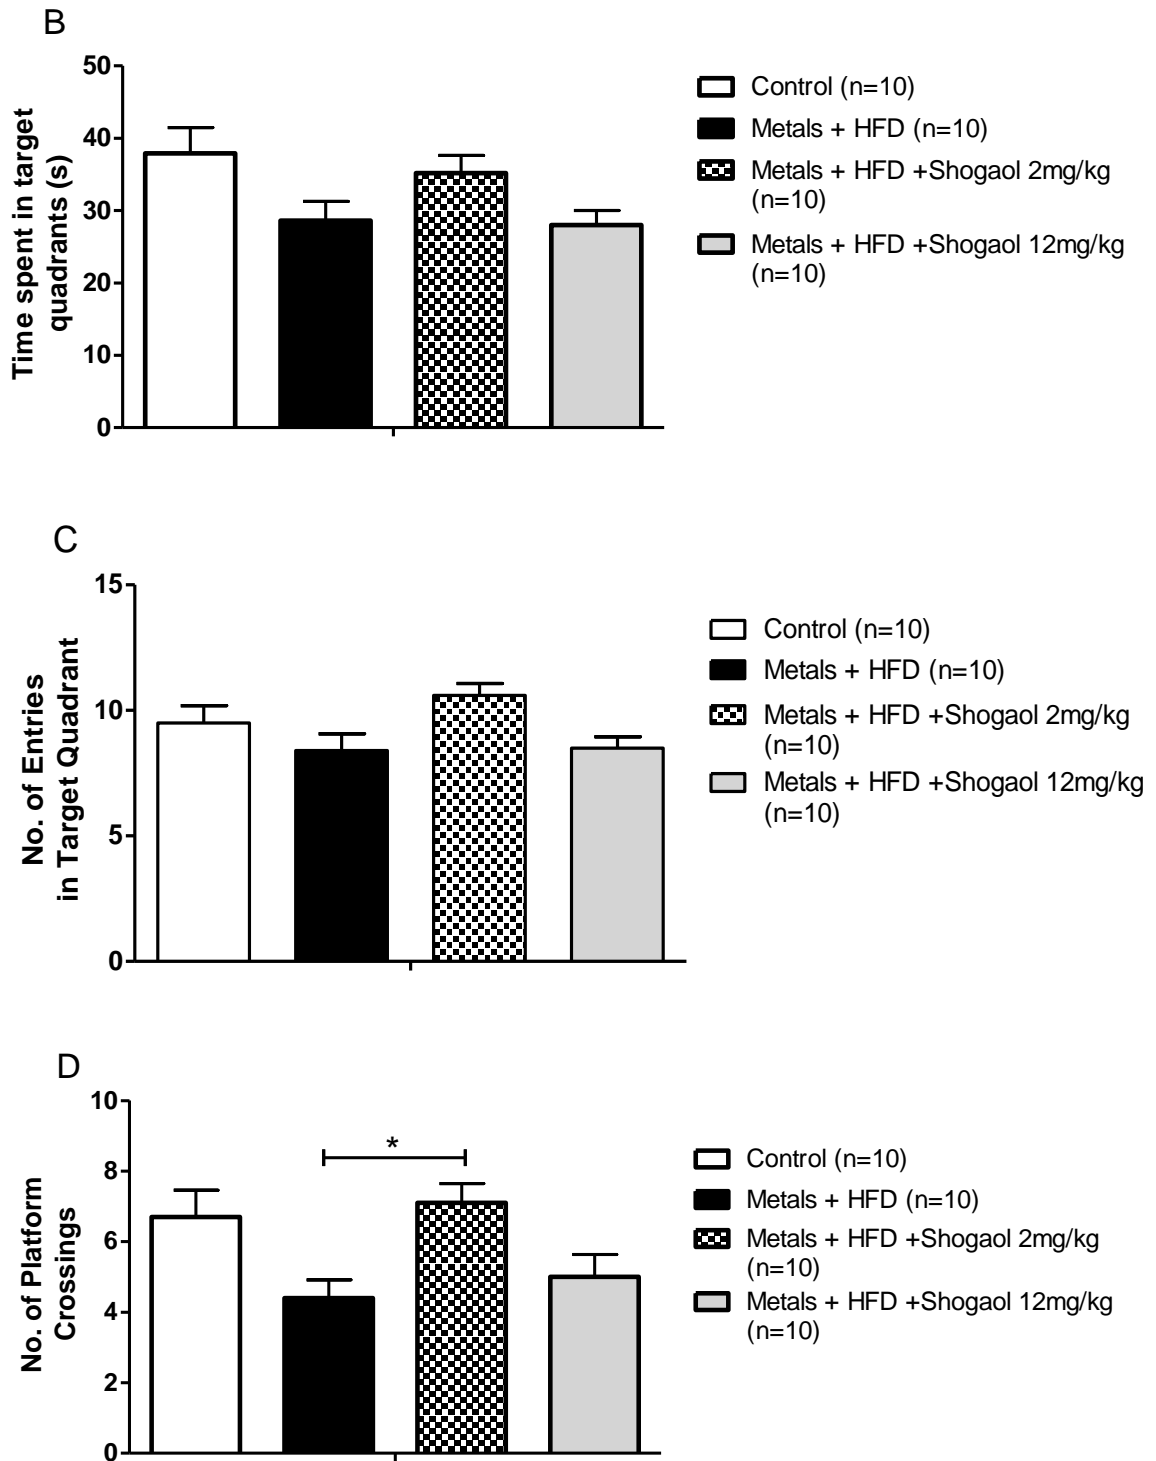 B
Time spent in target
quadrants (s)
50
40
30
20
10
0
Control (n=10)
Metals + HFD (n=10)
Metals + HFD +Shogaol 2mg/kg
(n=10)
Metals + HFD +Shogaol 12mg/kg
(n=10)
C
No. of Entries
in Target Quadrant
15
10
5
0
Control (n=10)
Metals + HFD (n=10)
Metals + HFD +Shogaol 2mg/kg
(n=10)
Metals + HFD +Shogaol 12mg/kg
(n=10)
D
No. of Platform
Crossings
10
8
6
4
2
0
*
Control (n=10)
Metals + HFD (n=10)
Metals + HFD +Shogaol 2mg/kg
(n=10)
Metals + HFD +Shogaol 12mg/kg
(n=10)